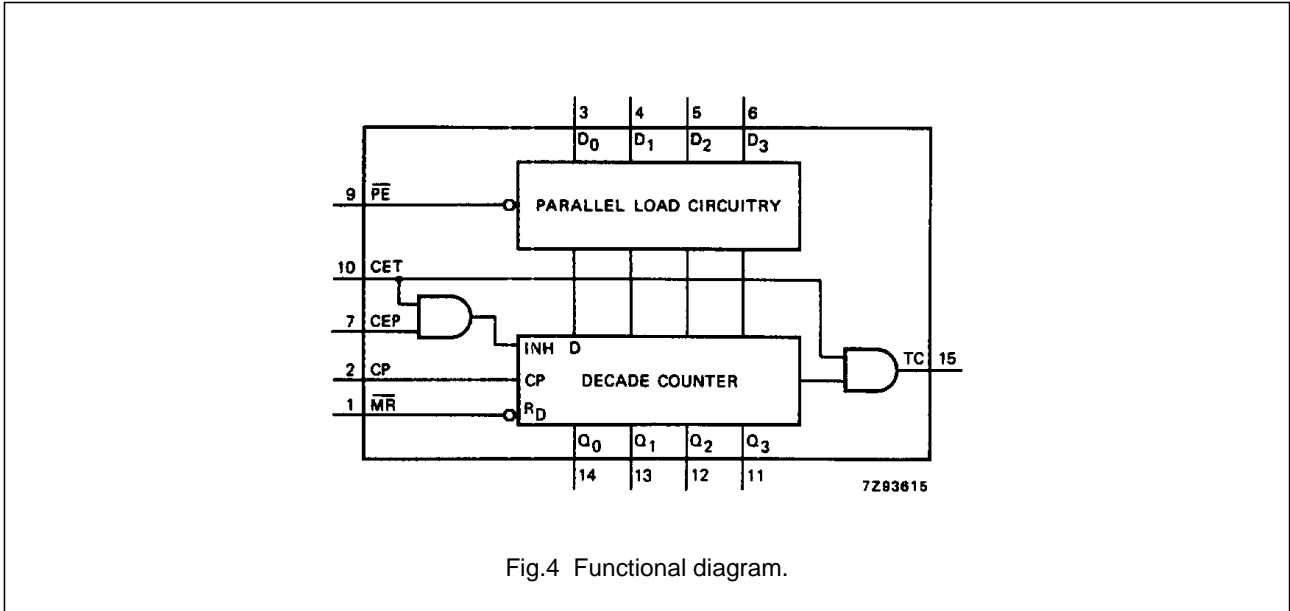 3 4 5 6
D0 D1 D2 D3
9 P̅E̅
PARALLEL LOAD CIRCUITRY
10 CET
7 CEP
INH D
TC 15
2 CP
CP DECADE COUNTER
1 M̅R̅
RD
Q0 Q1 Q2 Q3
14 13 12 11
7Z93615
Fig.4 Functional diagram.